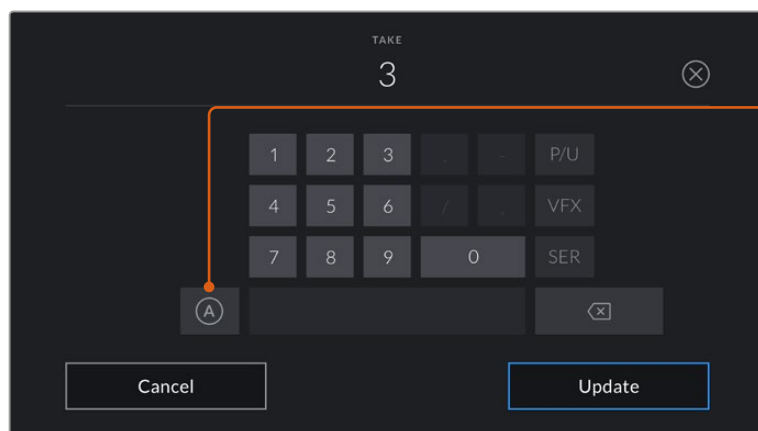 TAKE
3
1 2 3 . - P/U
4 5 6 / , VFX
7 8 9 0 SER
A
Cancel Update